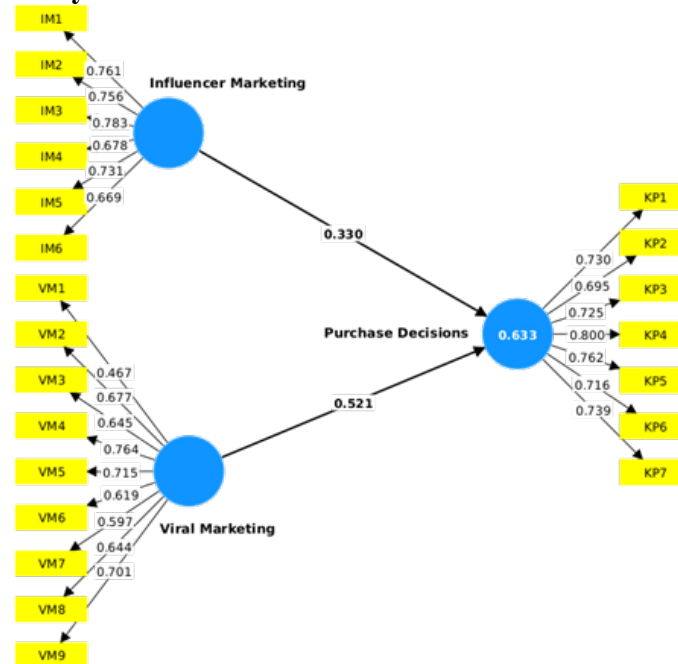 IM1
IM2
IM3
IM4
IM5
IM6
0.761
0.756
0.783
0.678
0.731
0.669
Influencer Marketing
0.330
VM1
VM2
VM3
VM4
VM5
VM6
VM7
VM8
VM9
0.467
0.677
0.645
0.764
0.715
0.619
0.597
0.644
0.701
Viral Marketing
0.521
Purchase Decisions
0.633
0.730
0.695
0.725
0.800
0.762
0.716
0.739
KP1
KP2
KP3
KP4
KP5
KP6
KP7